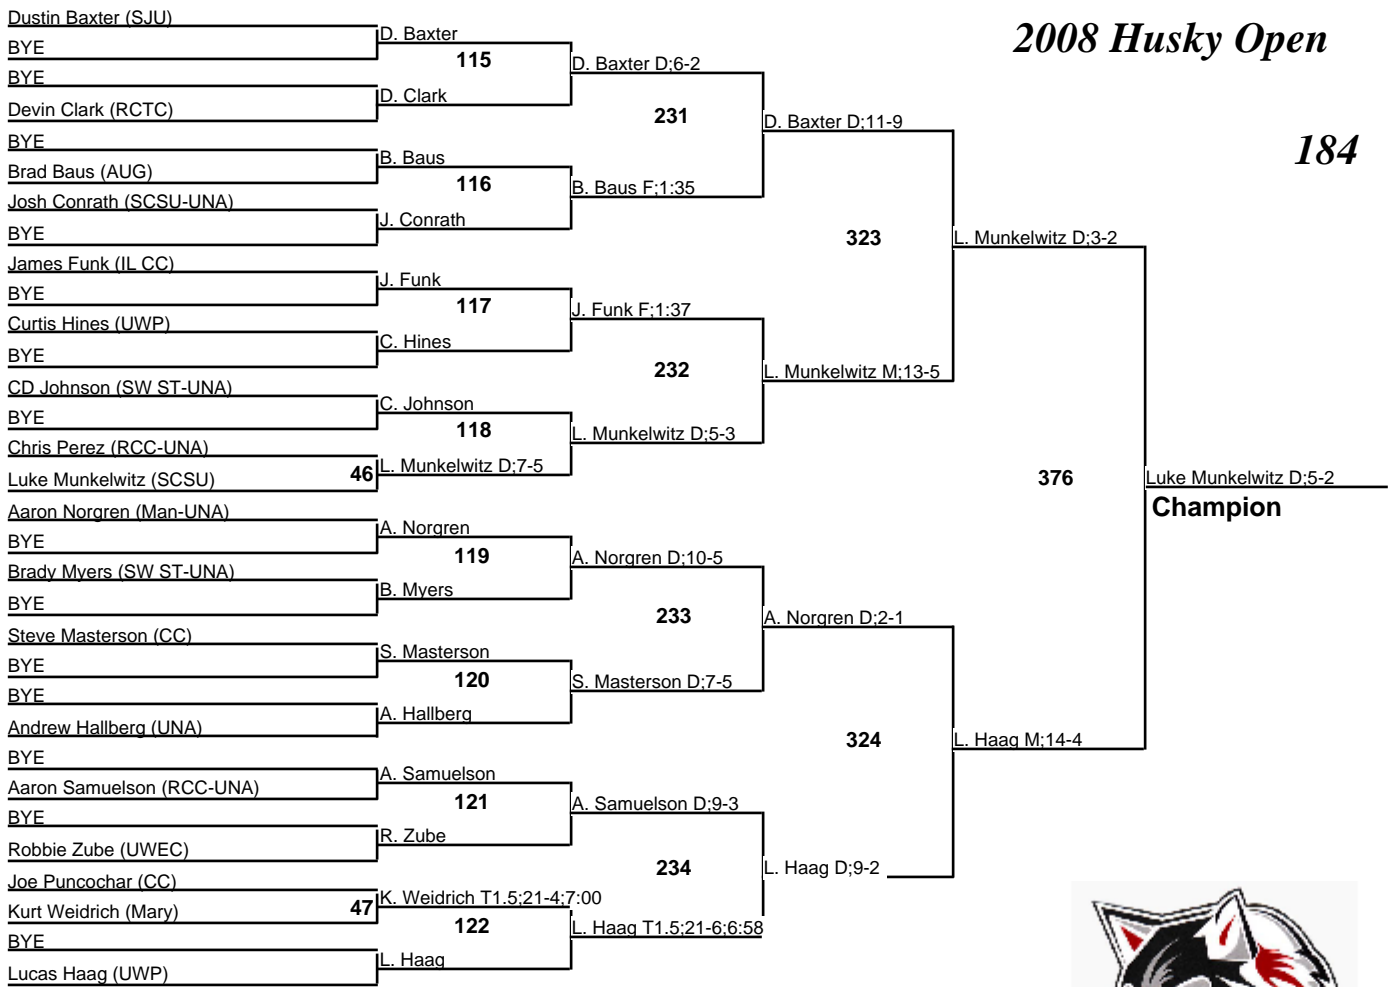 2008 Husky Open
184
Dustin Baxter (SJU)
BYE
BYE
Devin Clark (RCTC)
BYE
Brad Baus (AUG)
Josh Conrath (SCSU-UNA)
BYE
James Funk (IL CC)
BYE
Curtis Hines (UWP)
BYE
CD Johnson (SW ST-UNA)
BYE
Chris Perez (RCC-UNA)
Luke Munkelwitz (SCSU)
Aaron Norgren (Man-UNA)
BYE
Brady Myers (SW ST-UNA)
BYE
Steve Masterson (CC)
BYE
BYE
Andrew Hallberg (UNA)
BYE
Aaron Samuelson (RCC-UNA)
BYE
Robbie Zube (UWEC)
Joe Puncochar (CC)
Kurt Weidrich (Mary)
BYE
Lucas Haag (UWP)
46
47
D. Baxter
115
D. Clark
B. Baus
116
J. Conrath
J. Funk
117
C. Hines
C. Johnson
118
L. Munkelwitz D;7-5
A. Norgren
119
B. Myers
S. Masterson
120
A. Hallberg
A. Samuelson
121
R. Zube
K. Weidrich T1.5;21-4;7:00
122
L. Haag
D. Baxter D;6-2
231
B. Baus F;1:35
J. Funk F;1:37
232
L. Munkelwitz D;5-3
A. Norgren D;10-5
233
S. Masterson D;7-5
A. Samuelson D;9-3
234
L. Haag T1.5;21-6;6:58
D. Baxter D;11-9
323
L. Munkelwitz M;13-5
A. Norgren D;2-1
324
L. Haag D;9-2
L. Munkelwitz D;3-2
376
L. Haag M;14-4
Luke Munkelwitz D;5-2
Champion